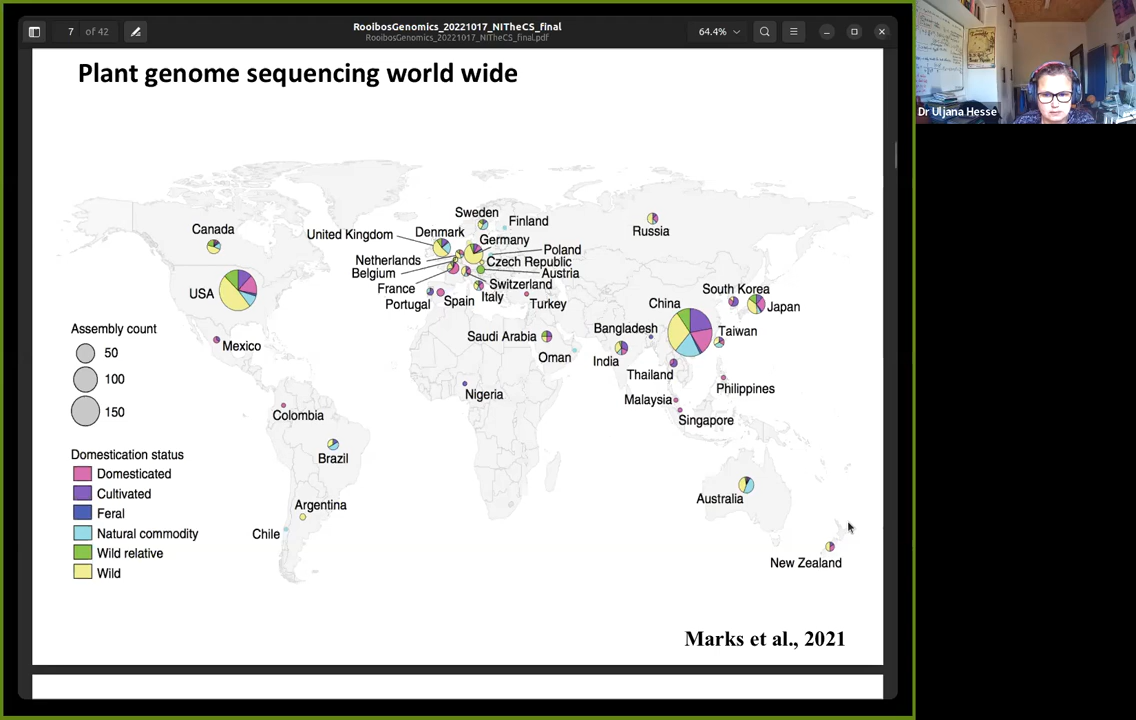 RooibosGenomics_20221017_NITheCS_final
7 of 42
RooibosGenomics_20221017_NITheCS_final.pdf
64.4%
Plant genome sequencing world wide
Dr Uljana Hesse
Canada
USA
Mexico
Colombia
Brazil
Argentina
Chile
United Kingdom
Sweden
Finland
Denmark
Germany
Netherlands
Poland
Belgium
Czech Republic
Austria
France
Switzerland
Portugal
Spain
Italy
Turkey
Russia
Saudi Arabia
Oman
Nigeria
China
South Korea
Japan
Bangladesh
Taiwan
India
Thailand
Philippines
Malaysia
Singapore
Australia
New Zealand
Assembly count
50
100
150
Domestication status
Domesticated
Cultivated
Feral
Natural commodity
Wild relative
Wild
Marks et al., 2021